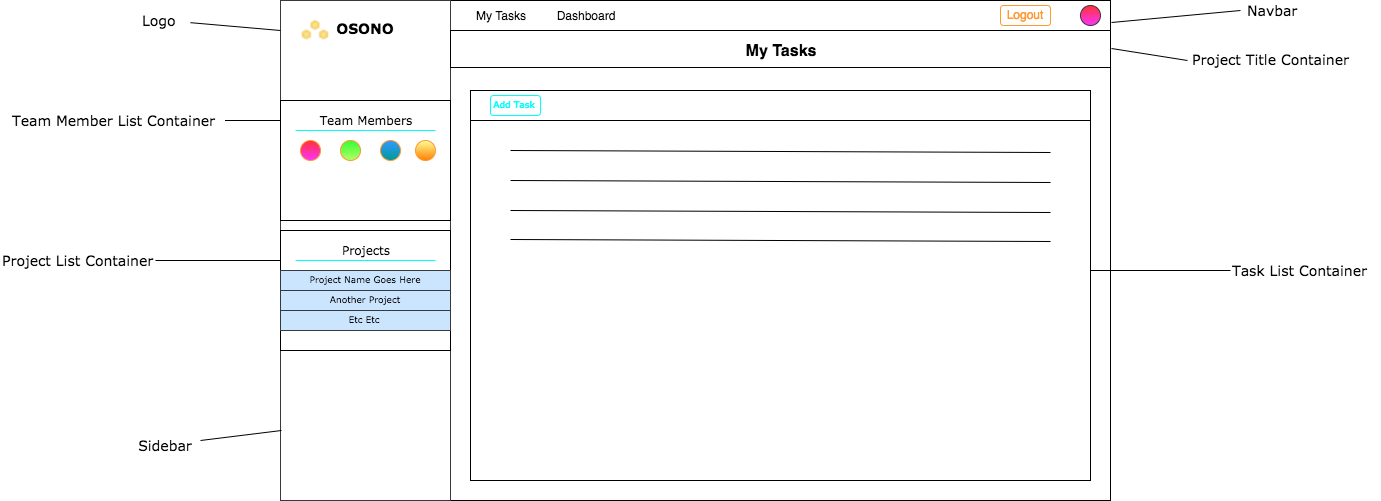 Logo
OSONO
My Tasks
Dashboard
Logout
Navbar
My Tasks
Project Title Container
Add Task
Team Member List Container
Team Members
Project List Container
Projects
Project Name Goes Here
Another Project
Etc Etc
Task List Container
Sidebar